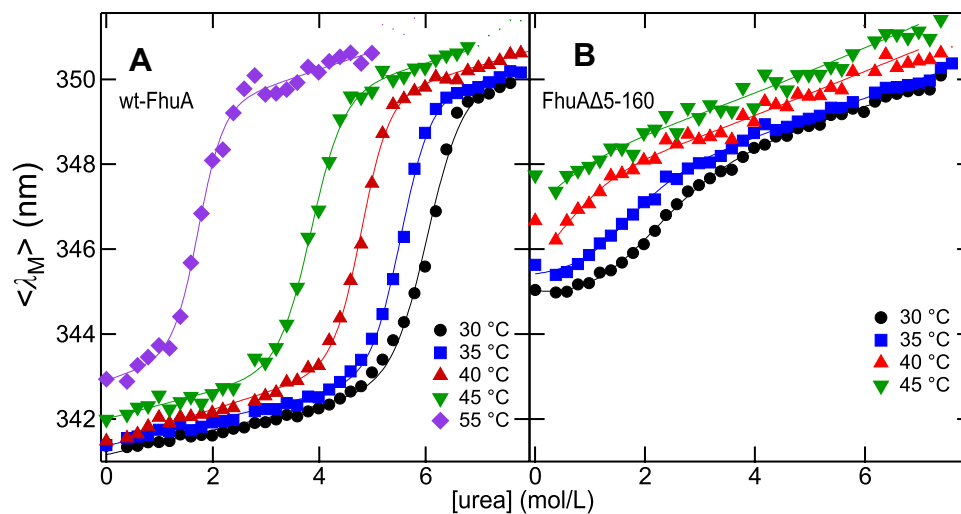 A
wt-FhuA
350
348
346
344
342
<λM> (nm)
30 °C
35 °C
40 °C
45 °C
55 °C
0
2
4
6
B
FhuAΔ5-160
30 °C
35 °C
40 °C
45 °C
0
2
4
6
[urea] (mol/L)